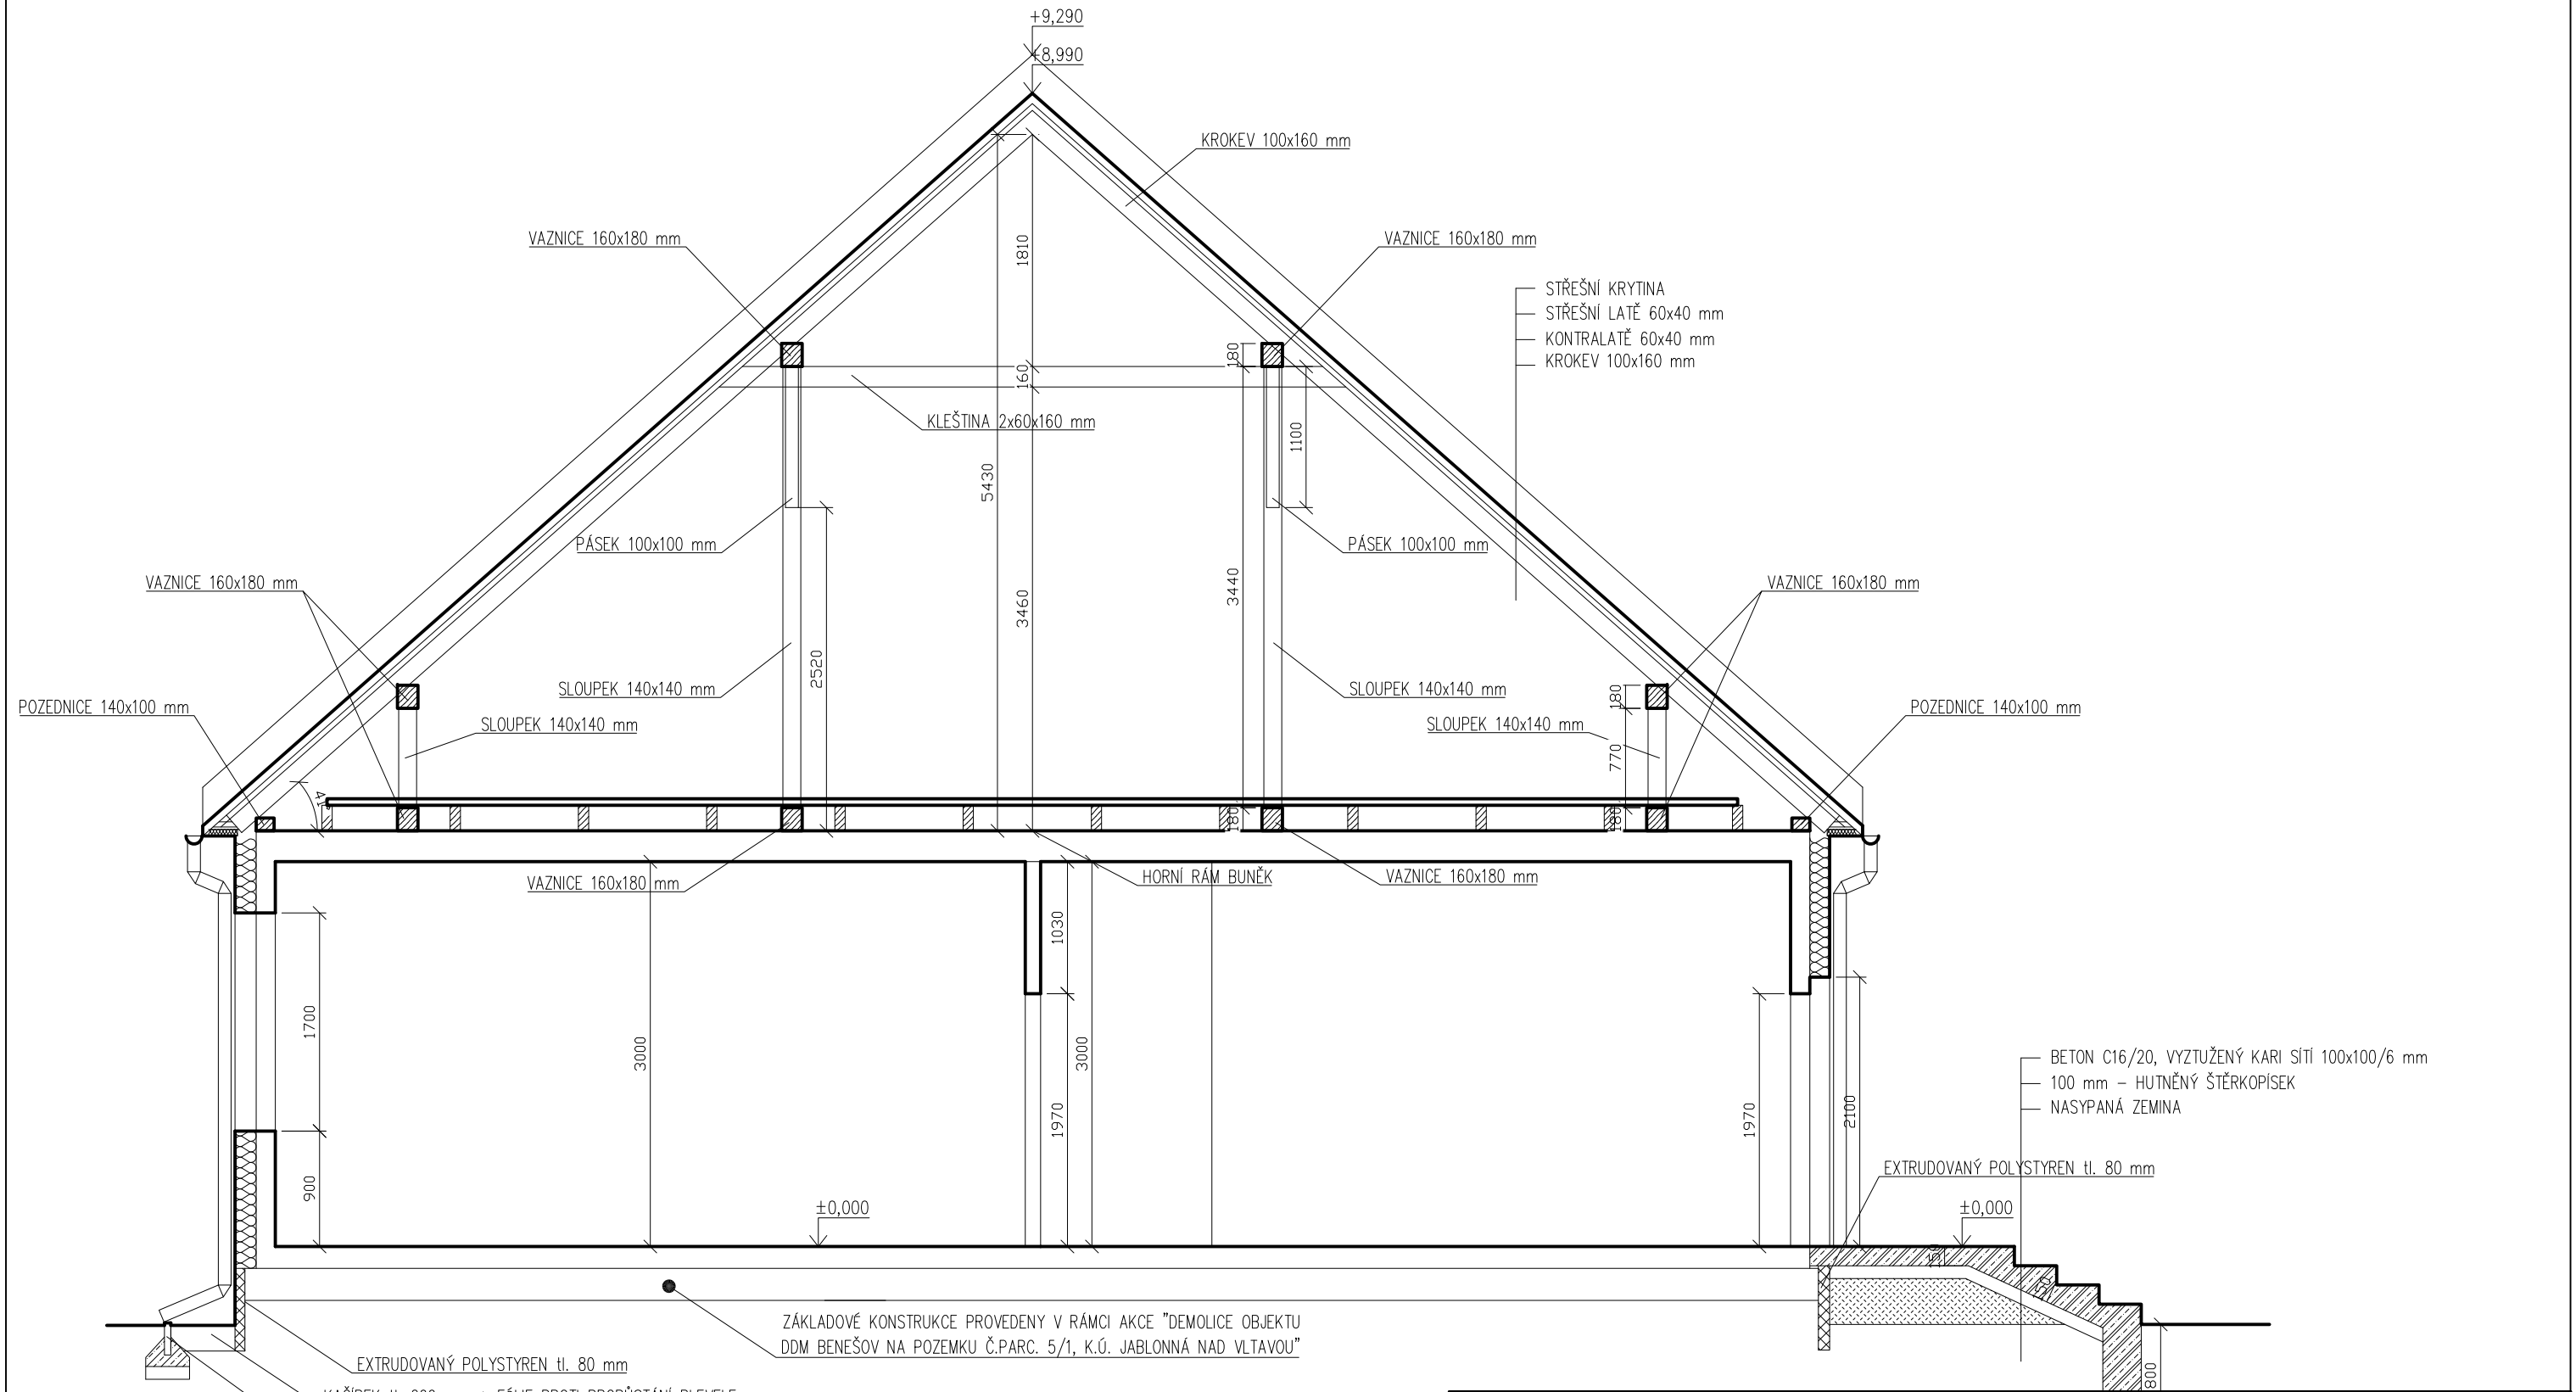 +9,290
+8,990
KROKEV 100x160 mm
VAZNICE 160x180 mm
VAZNICE 160x180 mm
1810
STŘEŠNÍ KRYTINA
STŘEŠNÍ LATĚ 60x40 mm
KONTRALATĚ 60x40 mm
KROKEV 100x160 mm
180
160
KLEŠTINA 2x60x160 mm
1100
5430
PÁSEK 100x100 mm
PÁSEK 100x100 mm
VAZNICE 160x180 mm
3460
3440
VAZNICE 160x180 mm
2520
SLOUPEK 140x140 mm
SLOUPEK 140x140 mm
180
POZEDNICE 140x100 mm
SLOUPEK 140x140 mm
SLOUPEK 140x140 mm
POZEDNICE 140x100 mm
770
180
180
VAZNICE 160x180 mm
HORNÍ RÁM BUNĚK
VAZNICE 160x180 mm
1030
1700
3000
3000
1970
1970
2100
900
BETON C16/20, VYZTUŽENÝ KARI SÍTÍ 100x100/6 mm
100 mm – HUTNĚNÝ ŠTĚRKOPÍSEK
NASYPANÁ ZEMINA
EXTRUDOVANÝ POLYSTYREN tl. 80 mm
±0,000
±0,000
150
150
ZÁKLADOVÉ KONSTRUKCE PROVEDENY V RÁMCI AKCE "DEMOLICE OBJEKTU
DDM BENEŠOV NA POZEMKU Č.PARC. 5/1, K.Ú. JABLONNÁ NAD VLTAVOU"
EXTRUDOVANÝ POLYSTYREN tl. 80 mm
800